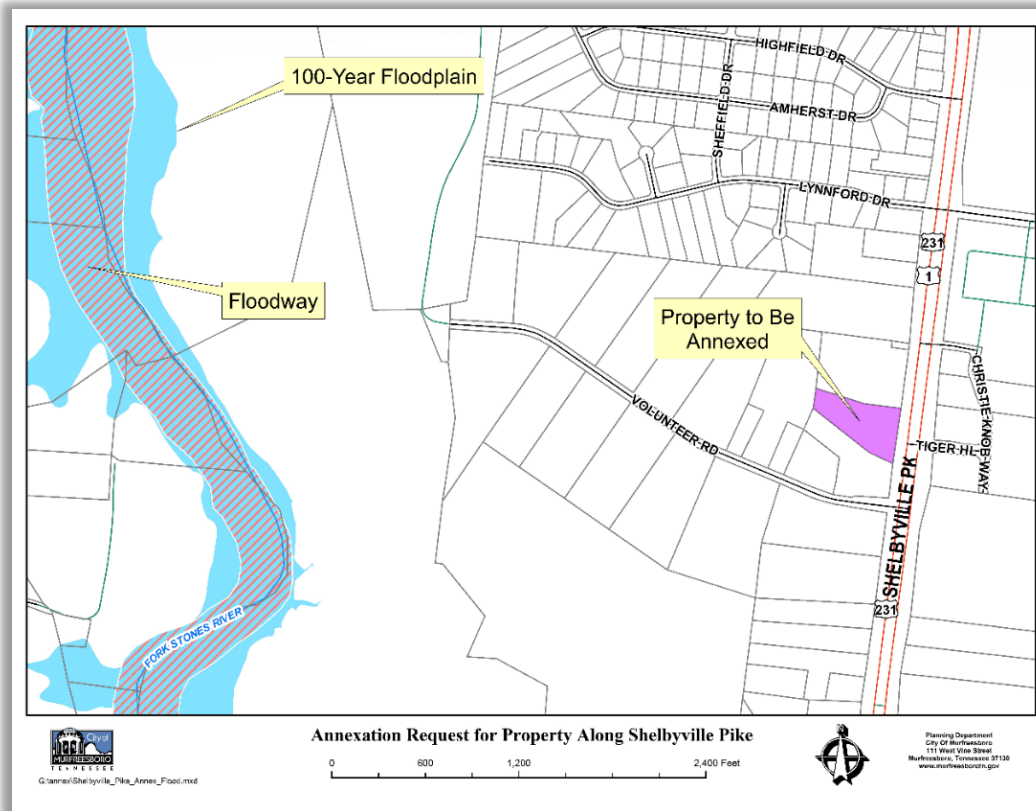 100-Year Floodplain
HIGHFIELD DR
AMHERST DR
SHEFFIELD DR
LYNNFORD DR
231
1
Floodway
Property to Be
Annexed
CHRISTIE KNOB WAY
VOLUNTEER RD
TIGER HL
SHELBYVILLE PK
231
FORK STONES RIVER
Annexation Request for Property Along Shelbyville Pike
0 600 1,200 2,400 Feet
City of
MURFREESBORO
TENNESSEE
G:\annex\Shelbyville_Pike_Annex_Flood.mxd
Planning Department
City Of Murfreesboro
111 West Vine Street
Murfreesboro, Tennessee 37130
www.murfreesborotn.gov